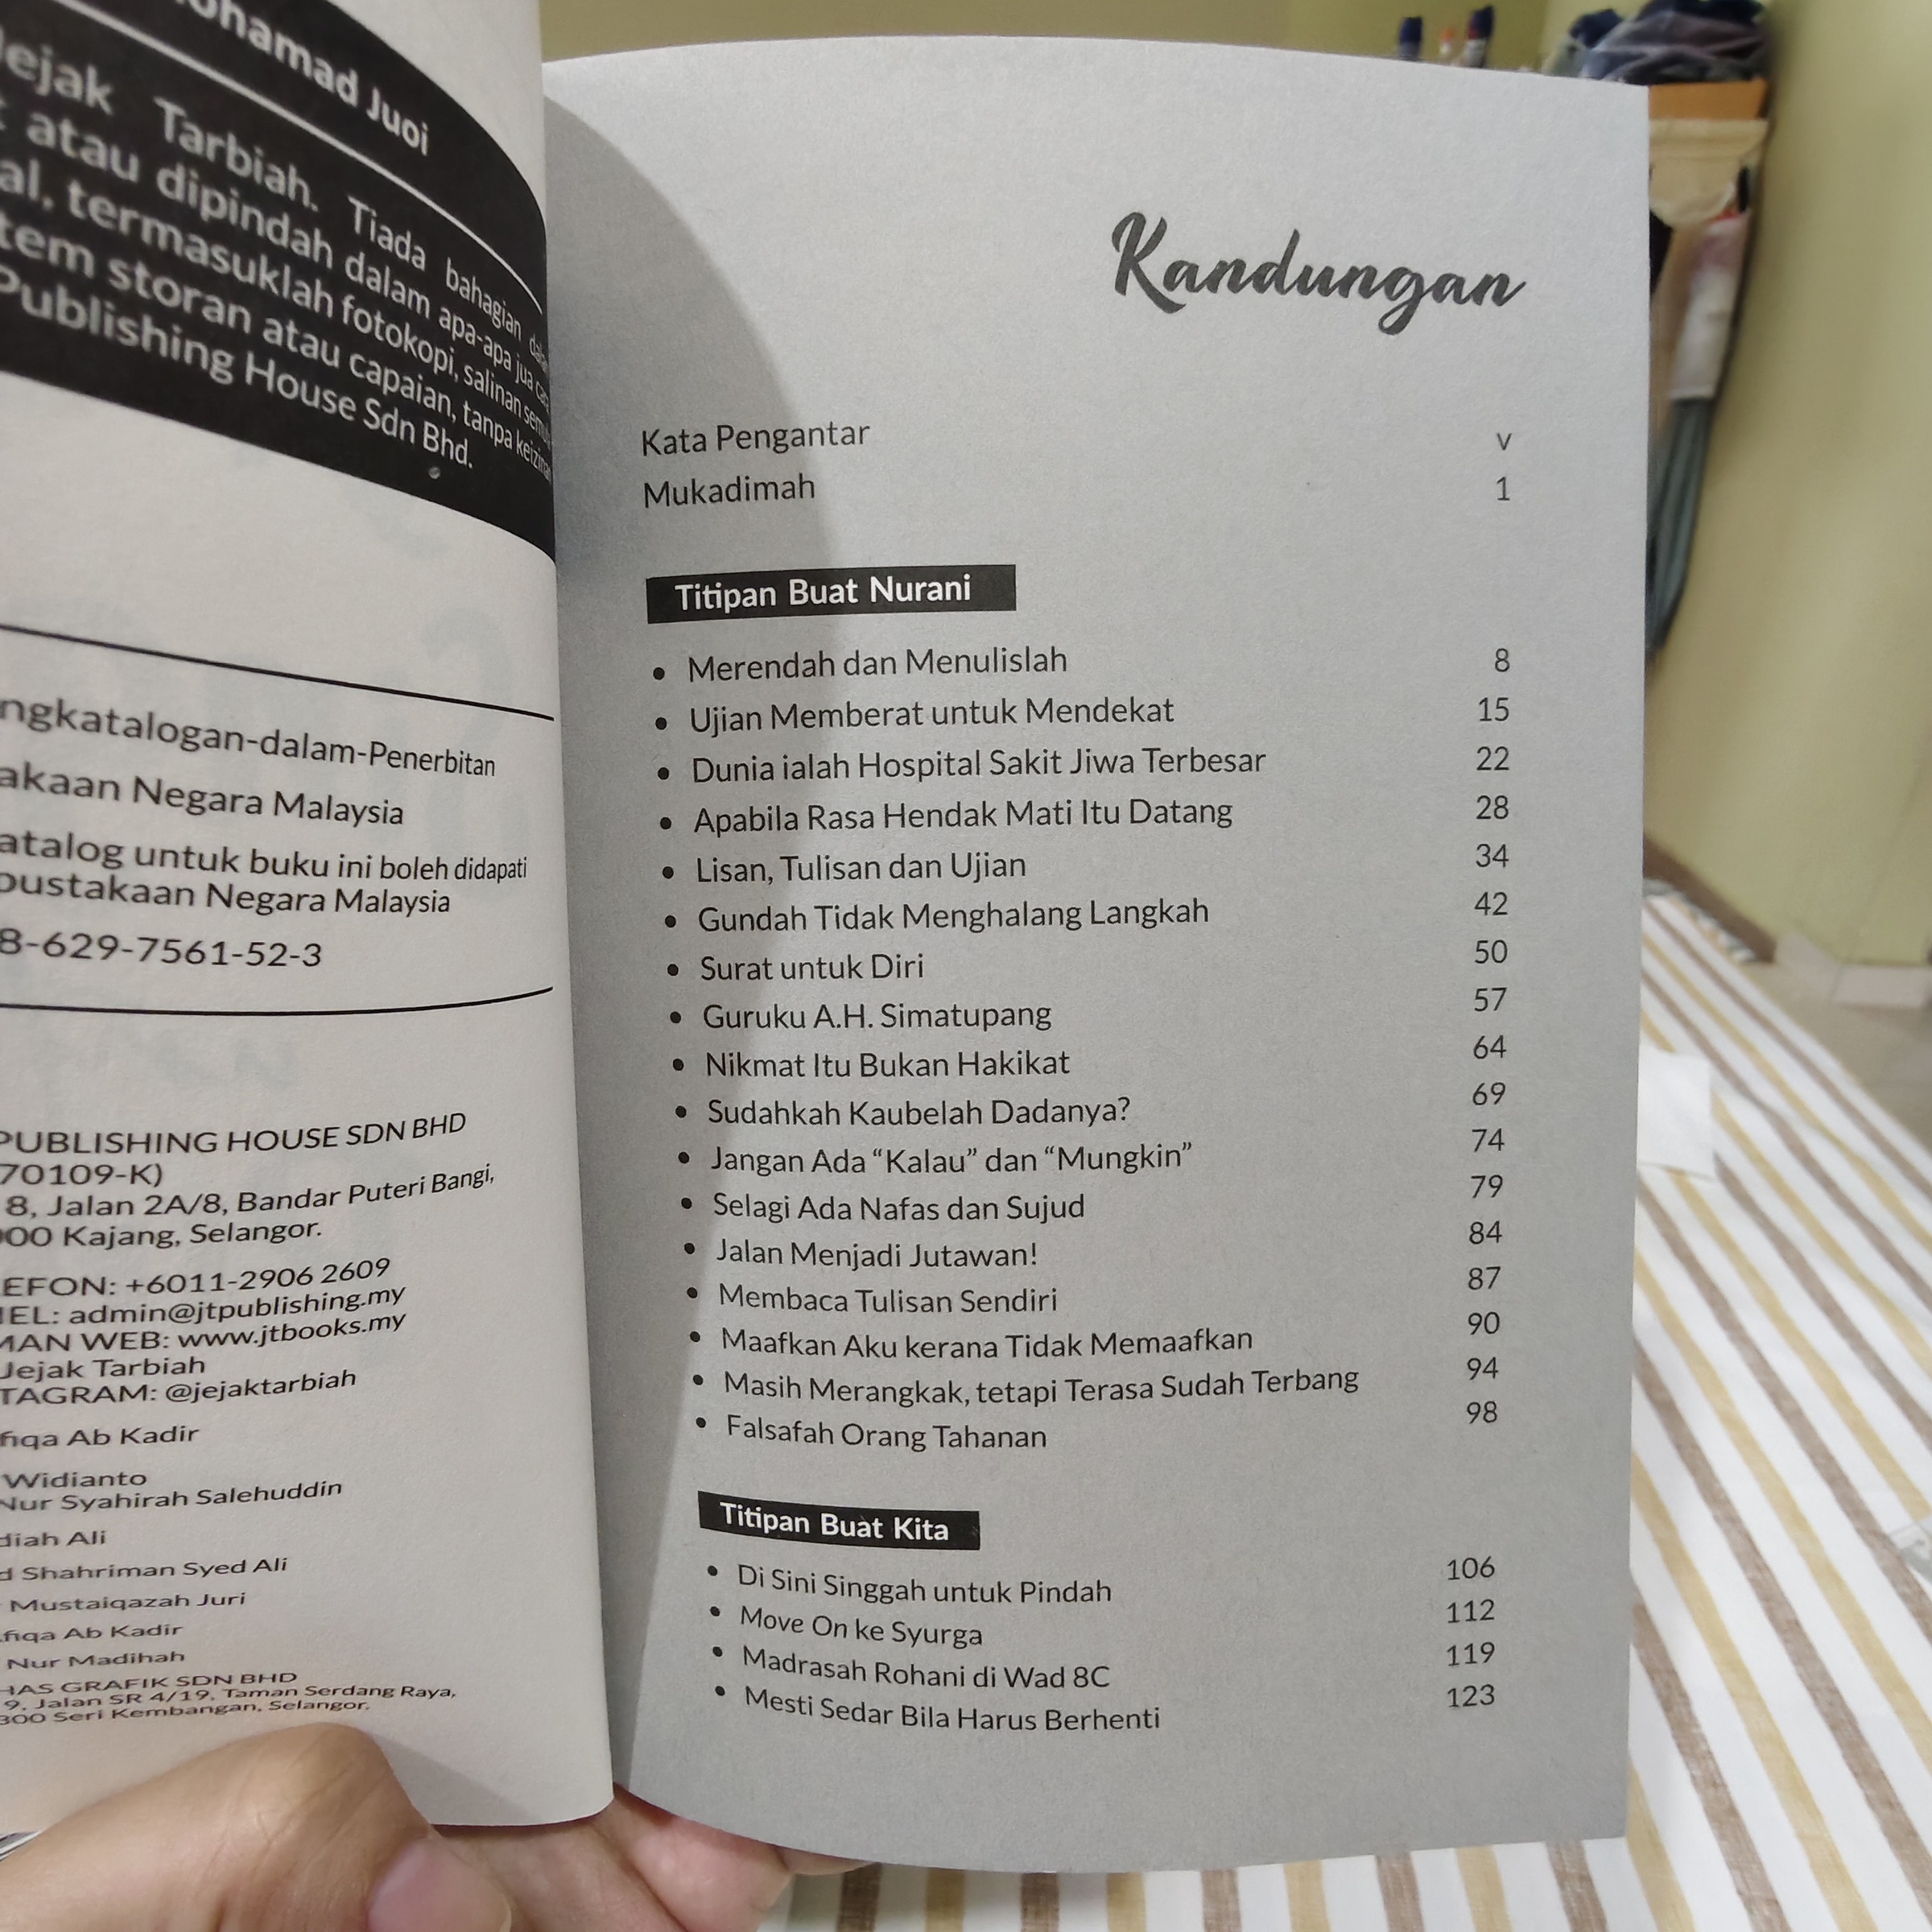 Mohamad Juoi
Jejak Tarbiah. Tiada bahagian
atau dipindah dalam apa-apa jua cara
termasuklah fotokopi, salinan
storan atau capaian, tanpa
Publishing House Sdn Bhd.
ngkatalogan-dalam-Penerbitan
akaan Negara Malaysia
atalog untuk buku ini boleh didapati
pustakaan Negara Malaysia
8-629-7561-52-3
PUBLISHING HOUSE SDN BHD
70109-K)
8, Jalan 2A/8, Bandar Puteri Bangi,
000 Kajang, Selangor.
EFON: +6011-2906 2609
EL: admin@jtpublishing.my
MAN WEB: www.jtbooks.my
Jejak Tarbiah
TAGRAM: @jejaktarbiah
fiqa Ab Kadir
Widianto
Nur Syahirah Salehuddin
diah Ali
d Shahriman Syed Ali
Mustaiqazah Juri
fiqa Ab Kadir
Nur Madihah
HAS GRAFIK SDN BHD
9, Jalan SR 4/19, Taman Serdang Raya,
300 Seri Kembangan, Selangor.
Kandungan
Kata Pengantar v
Mukadimah 1
Titipan Buat Nurani
• Merendah dan Menulislah 8
• Ujian Memberat untuk Mendekat 15
• Dunia ialah Hospital Sakit Jiwa Terbesar 22
• Apabila Rasa Hendak Mati Itu Datang 28
• Lisan, Tulisan dan Ujian 34
• Gundah Tidak Menghalang Langkah 42
• Surat untuk Diri 50
• Guruku A.H. Simatupang 57
• Nikmat Itu Bukan Hakikat 64
• Sudahkah Kaubelah Dadanya? 69
• Jangan Ada “Kalau” dan “Mungkin” 74
• Selagi Ada Nafas dan Sujud 79
• Jalan Menjadi Jutawan! 84
• Membaca Tulisan Sendiri 87
• Maafkan Aku kerana Tidak Memaafkan 90
• Masih Merangkak, tetapi Terasa Sudah Terbang 94
• Falsafah Orang Tahanan 98
Titipan Buat Kita
• Di Sini Singgah untuk Pindah 106
• Move On ke Syurga 112
• Madrasah Rohani di Wad 8C 119
• Mesti Sedar Bila Harus Berhenti 123